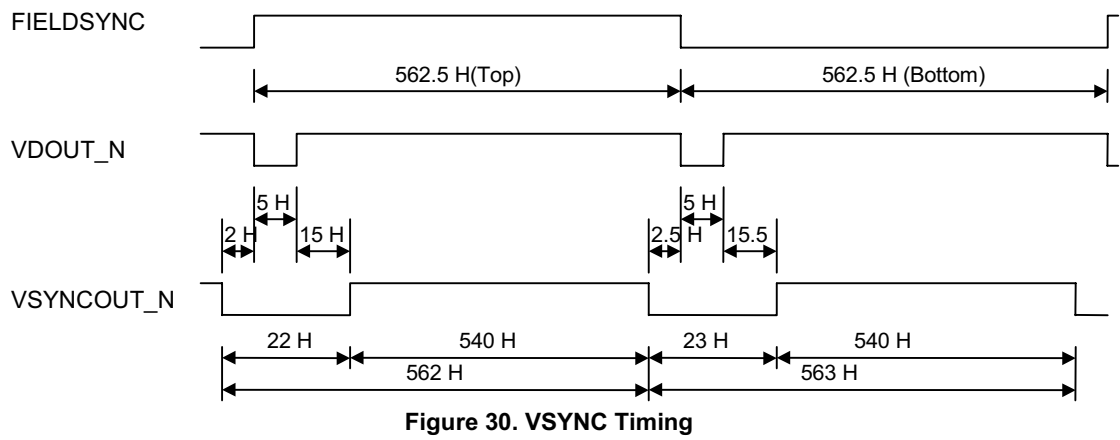 FIELDSYNC
562.5 H(Top)
562.5 H (Bottom)
VDOUT_N
5 H
5 H
2 H
15 H
2.5 H
15.5
VSYNCOUT_N
22 H
540 H
23 H
540 H
562 H
563 H
Figure 30. VSYNC Timing